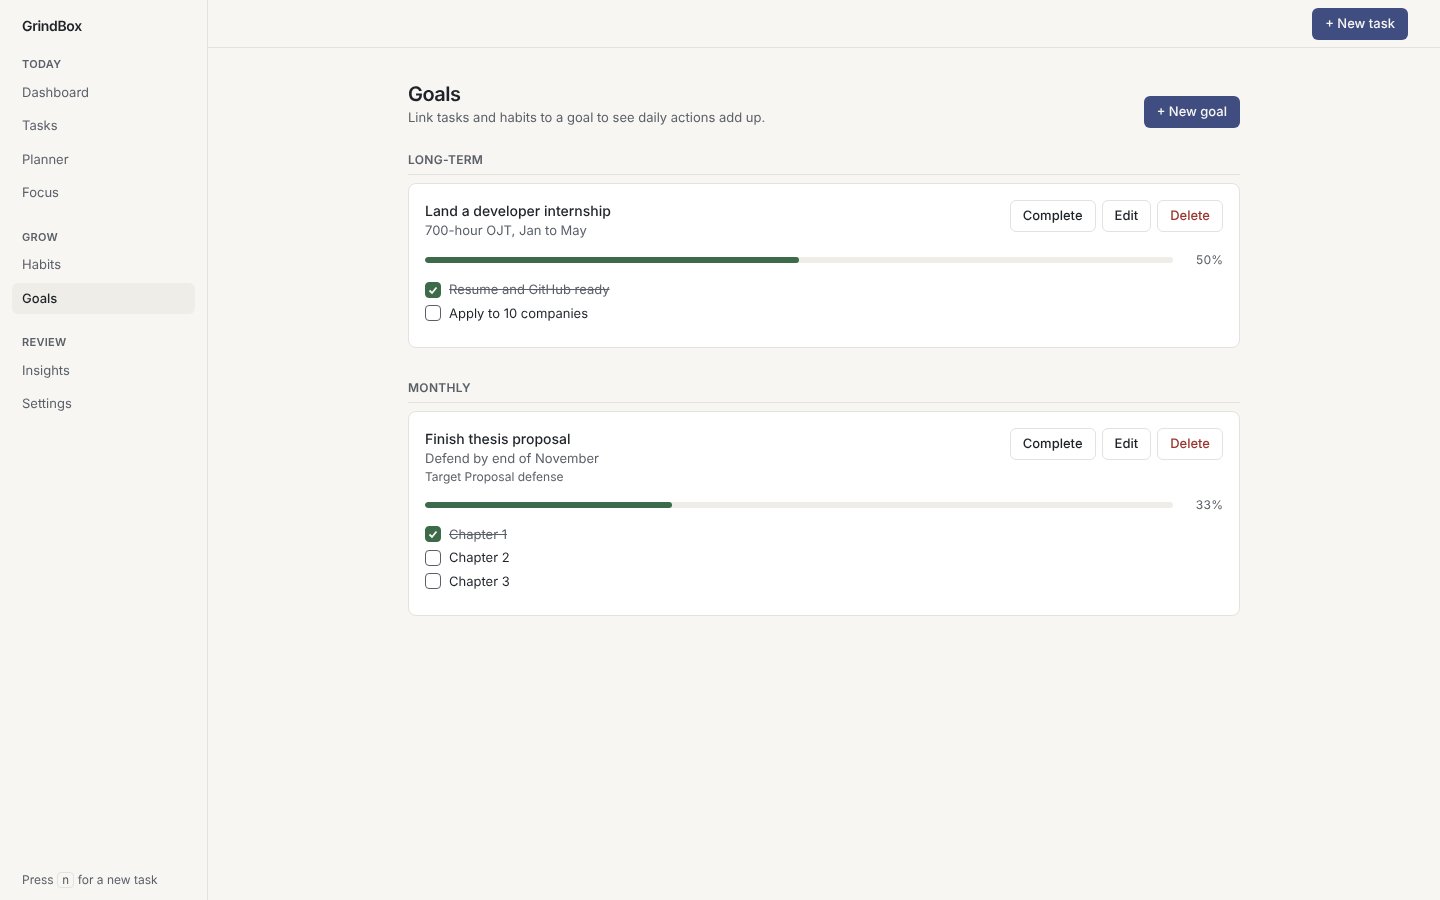 GrindBox
TODAY
Dashboard
Tasks
Planner
Focus
GROW
Habits
Goals
REVIEW
Insights
Settings
Press n for a new task
+ New task
Goals
Link tasks and habits to a goal to see daily actions add up.
+ New goal
LONG-TERM
Land a developer internship
700-hour OJT, Jan to May
Complete Edit Delete
50%
Resume and GitHub ready
Apply to 10 companies
MONTHLY
Finish thesis proposal
Defend by end of November
Target Proposal defense
Complete Edit Delete
33%
Chapter 1
Chapter 2
Chapter 3